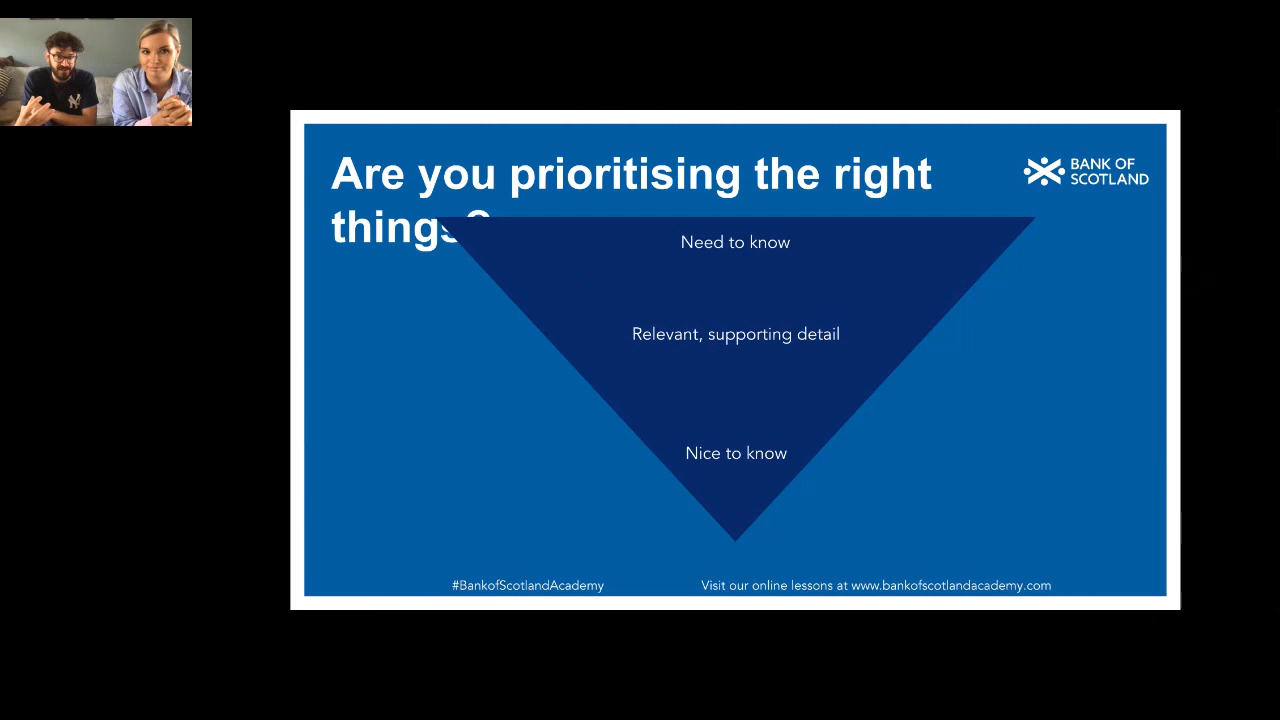 Are you prioritising the right
things?
BANK OF
SCOTLAND
Need to know
Relevant, supporting detail
Nice to know
#BankofScotlandAcademy
Visit our online lessons at www.bankofscotlandacademy.com